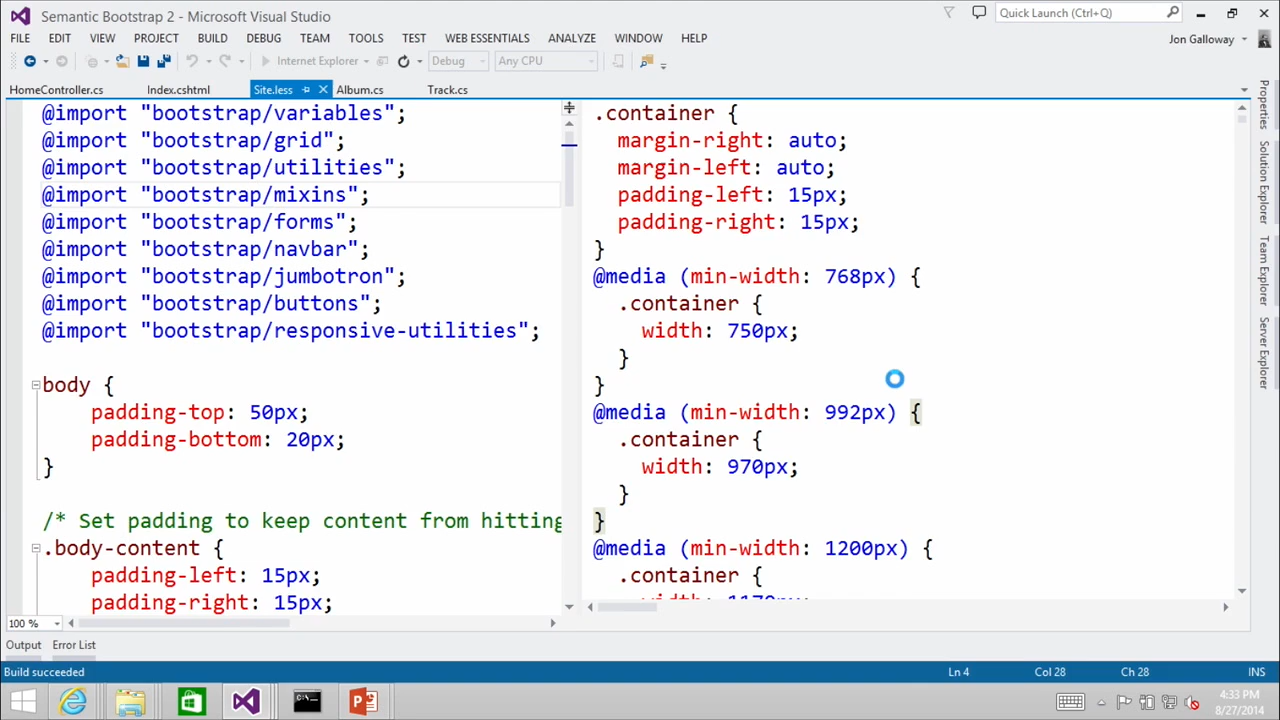 Semantic Bootstrap 2 - Microsoft Visual Studio
Quick Launch (Ctrl+Q)
FILE EDIT VIEW PROJECT BUILD DEBUG TEAM TOOLS TEST WEB ESSENTIALS ANALYZE WINDOW HELP
Jon Galloway
Internet Explorer Debug Any CPU
HomeController.cs Index.cshtml Site.less Album.cs Track.cs
@import "bootstrap/variables";
@import "bootstrap/grid";
@import "bootstrap/utilities";
@import "bootstrap/mixins";
@import "bootstrap/forms";
@import "bootstrap/navbar";
@import "bootstrap/jumbotron";
@import "bootstrap/buttons";
@import "bootstrap/responsive-utilities";
body {
padding-top: 50px;
padding-bottom: 20px;
}
/* Set padding to keep content from hitting
.body-content {
padding-left: 15px;
padding-right: 15px;
.container {
margin-right: auto;
margin-left: auto;
padding-left: 15px;
padding-right: 15px;
}
@media (min-width: 768px) {
.container {
width: 750px;
}
}
@media (min-width: 992px) {
.container {
width: 970px;
}
}
@media (min-width: 1200px) {
.container {
width: 1170px;
Properties
Solution Explorer
Team Explorer
Server Explorer
100 %
Output Error List
Build succeeded
Ln 4 Col 28 Ch 28 INS
4:33 PM
8/27/2014